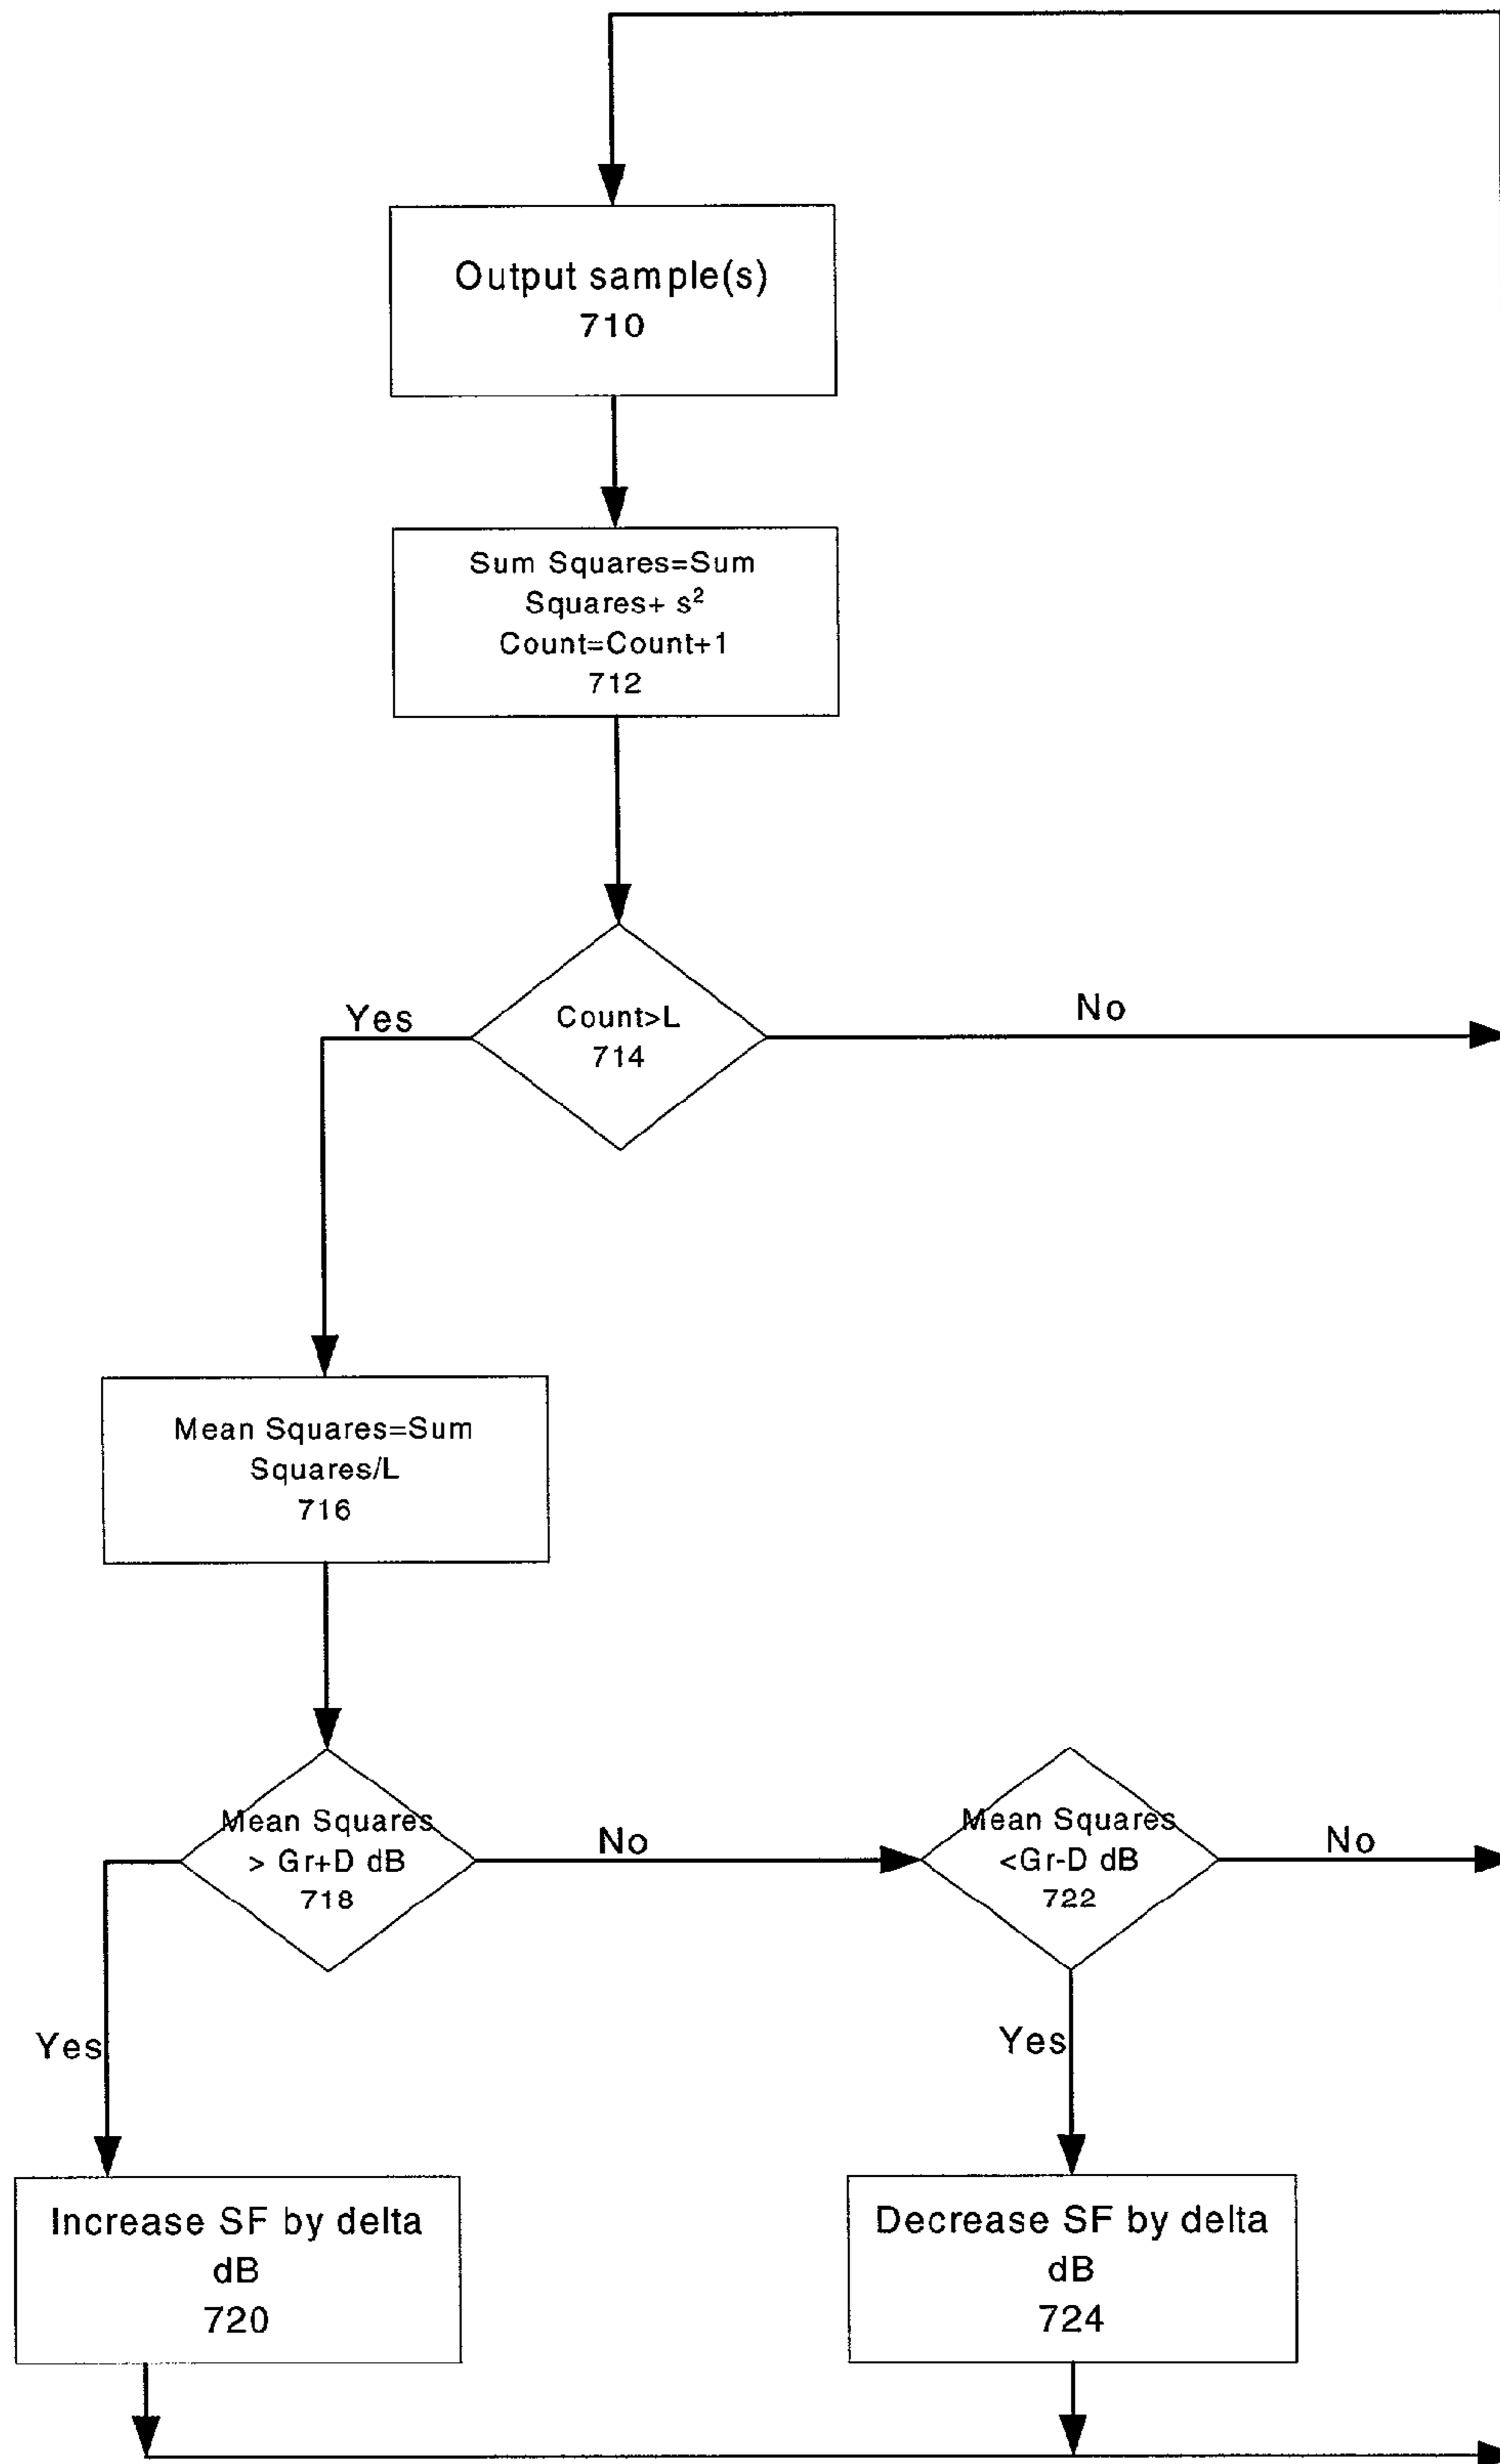 Output sample(s)
710
Sum Squares=Sum
Squares+ s²
Count=Count+1
712
Count>L
714
Yes
No
Mean Squares=Sum
Squares/L
716
Mean Squares
> Gr+D dB
718
No
Mean Squares
<Gr-D dB
722
No
Yes
Yes
Increase SF by delta
dB
720
Decrease SF by delta
dB
724